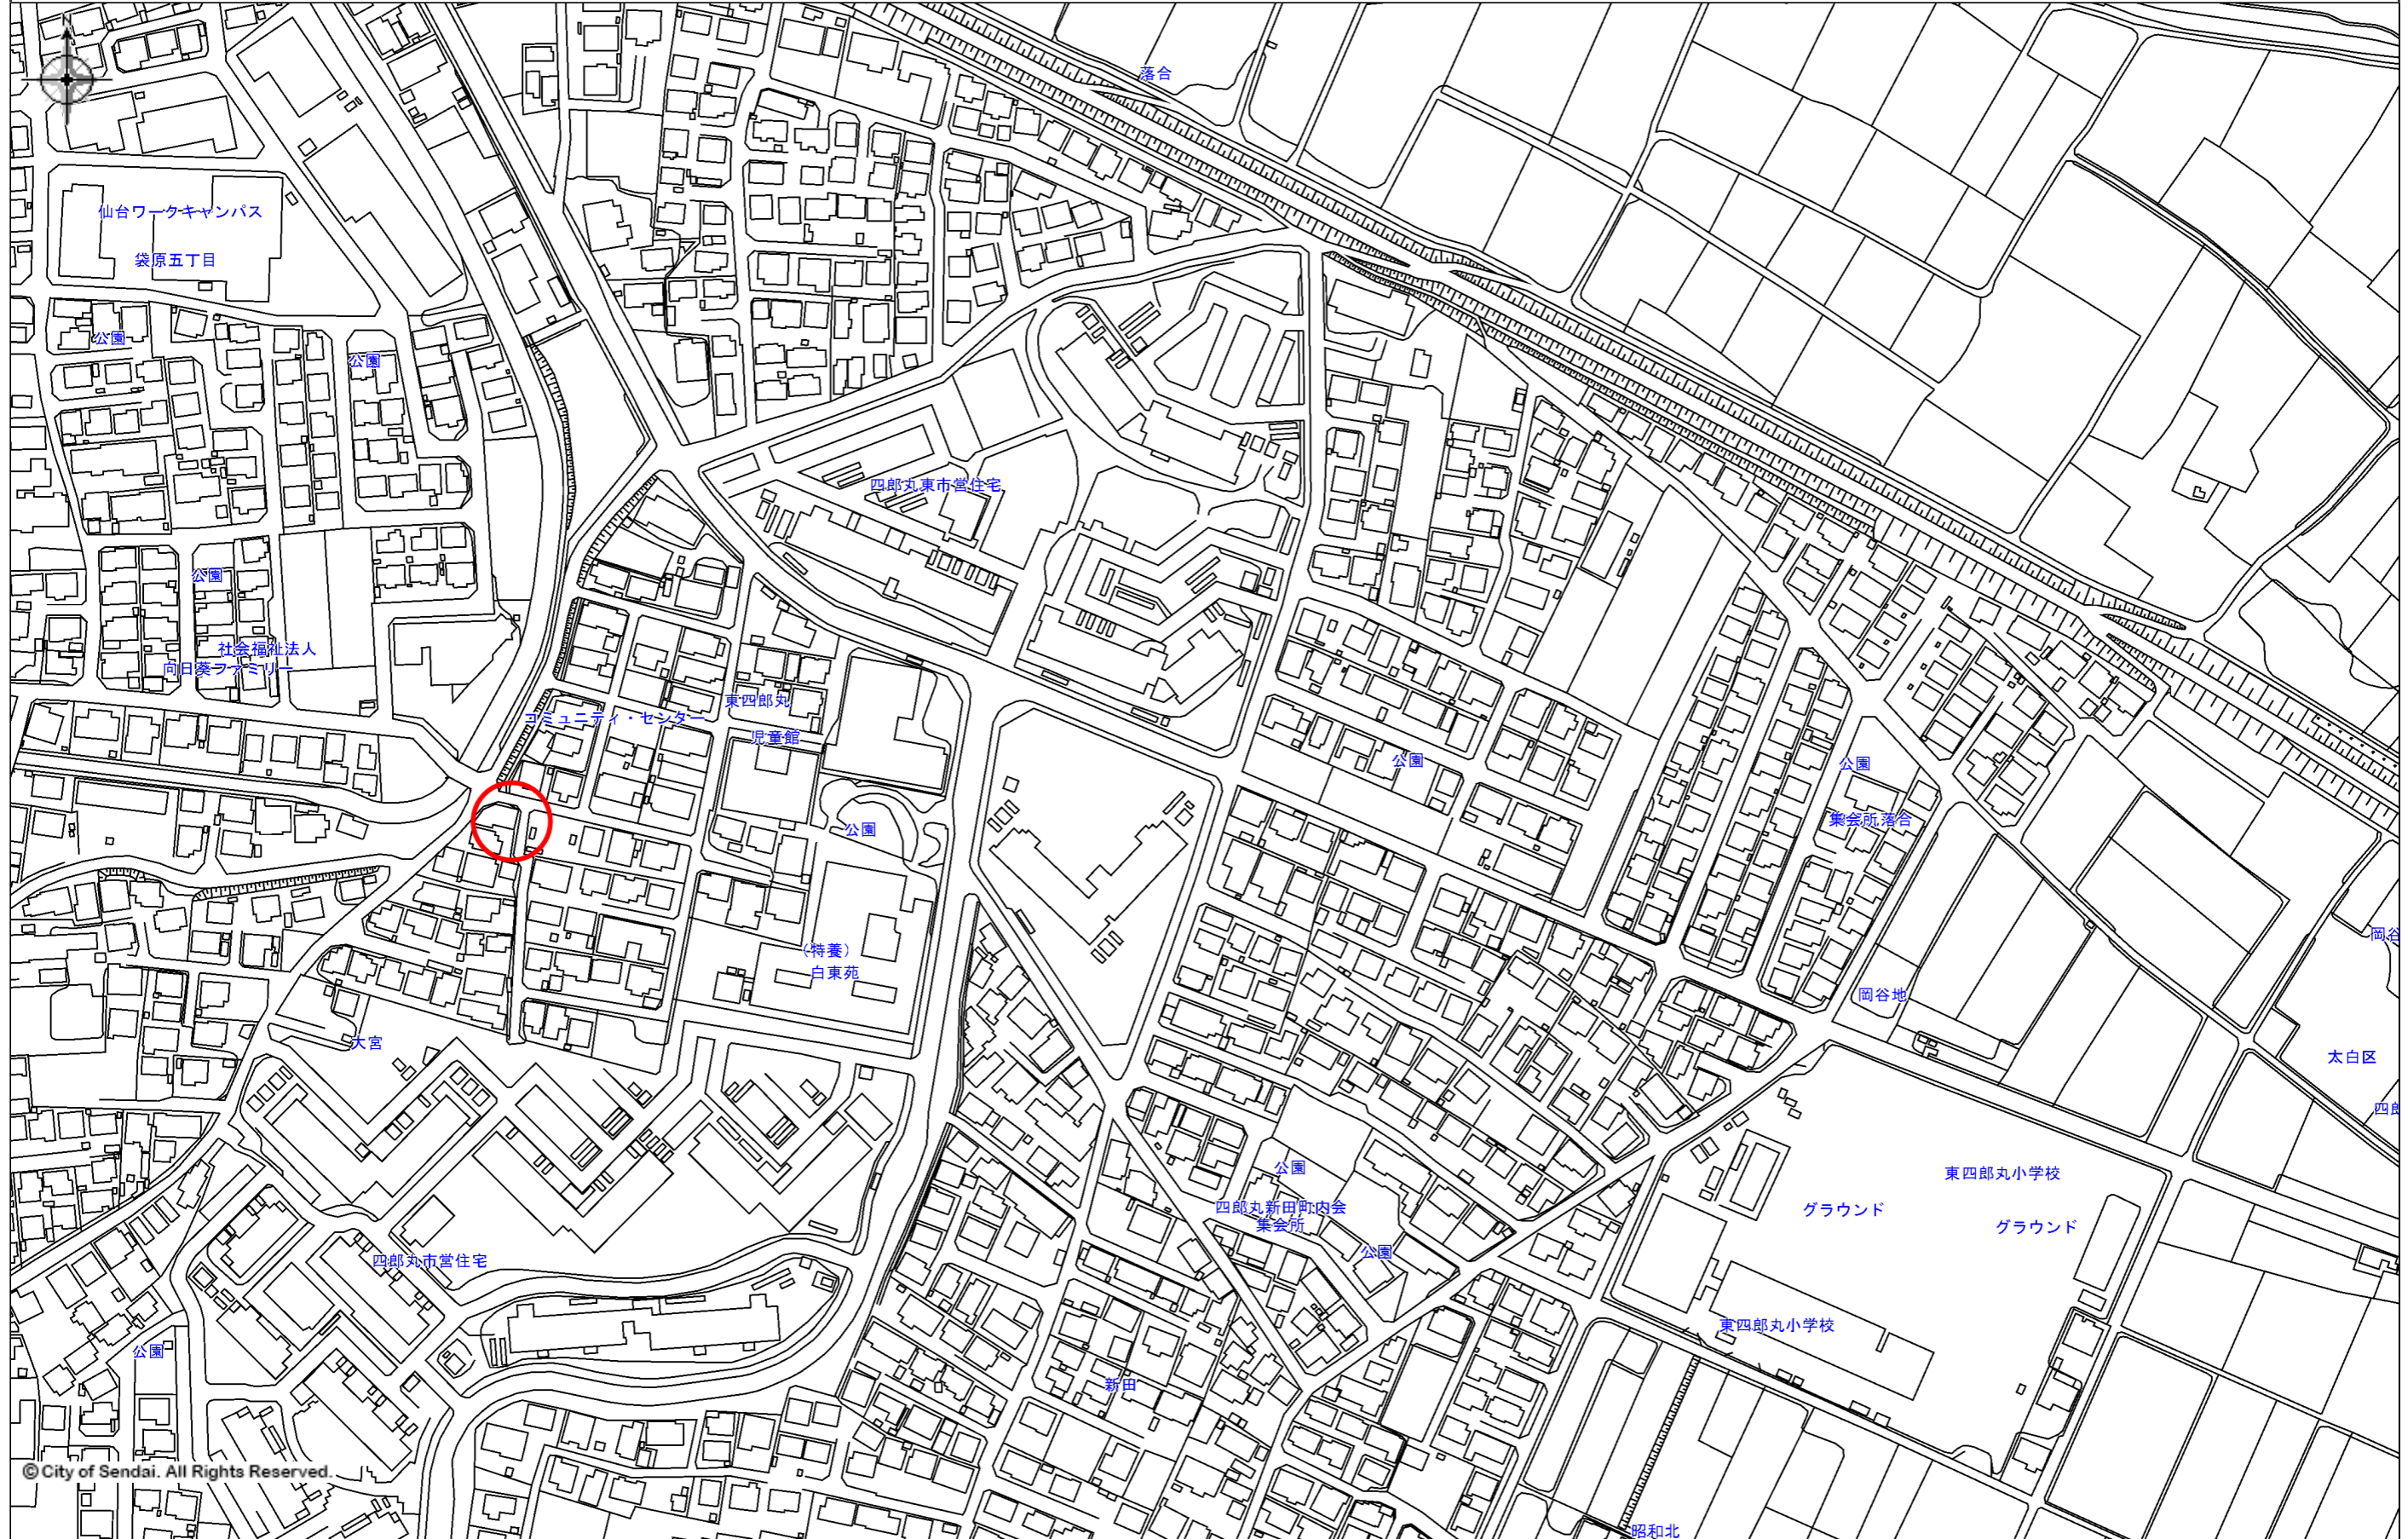 N
落合
仙台ワークキャンパス
袋原五丁目
公園
公園
四郎丸東市営住宅
公園
社会福祉法人
向日葵ファミリー
東四郎丸
コミュニティ・センター
児童館
公園
公園
公園
集会所落合
岡谷
(特養)
白東苑
岡谷地
大宮
太白区
四郎
公園
東四郎丸小学校
四郎丸新田町内会
集会所
グラウンド
グラウンド
公園
四郎丸市営住宅
東四郎丸小学校
公園
新田
©City of Sendai. All Rights Reserved.
昭和北